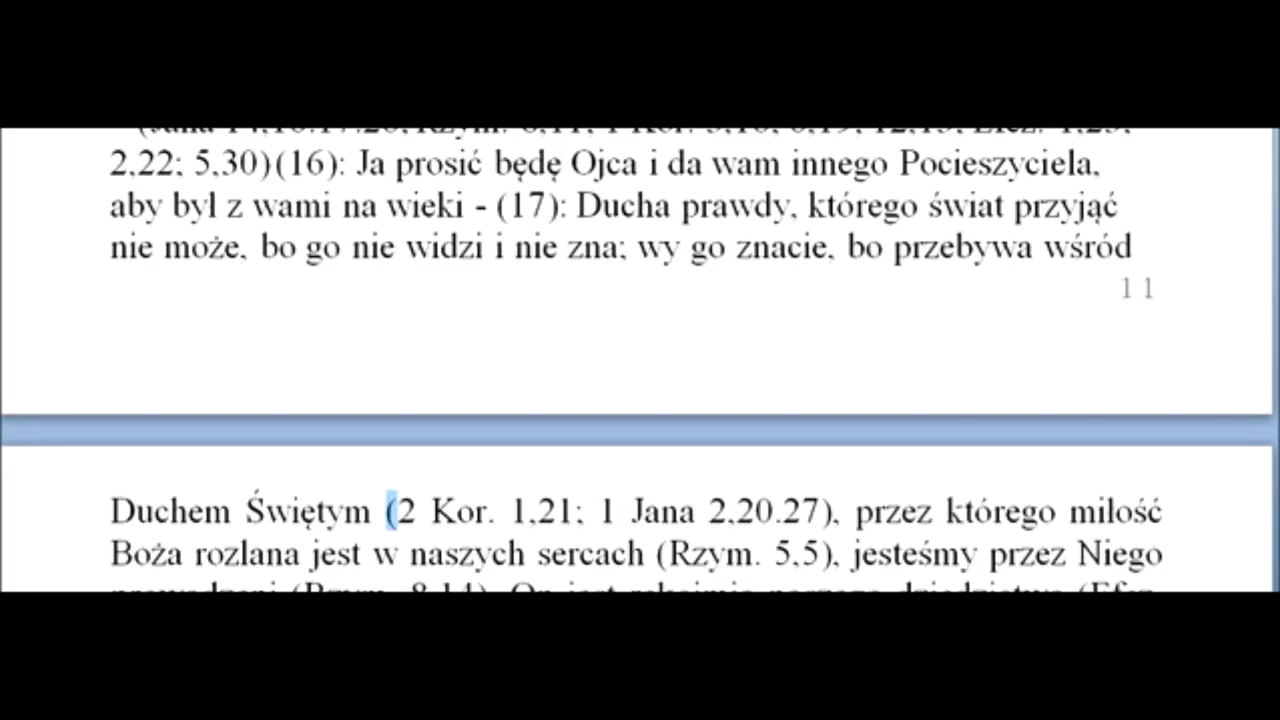 2,22; 5,30)(16): Ja prosić będę Ojca i da wam innego Pocieszyciela,
aby był z wami na wieki - (17): Ducha prawdy, którego świat przyjąć
nie może, bo go nie widzi i nie zna; wy go znacie, bo przebywa wśród
11
Duchem Świętym (2 Kor. 1,21; 1 Jana 2,20.27), przez którego miłość
Boża rozlana jest w naszych sercach (Rzym. 5,5), jesteśmy przez Niego